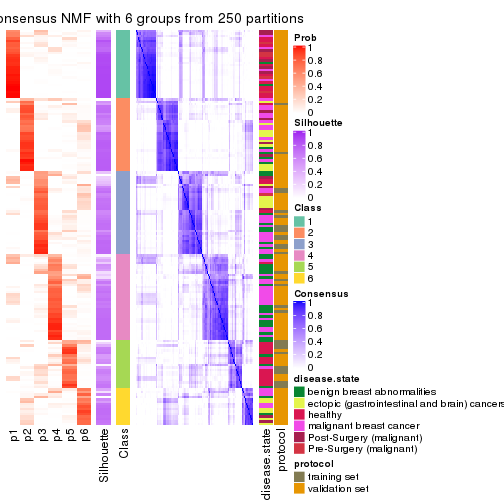 onsensus NMF with 6 groups from 250 partitions
Prob
1
0.8
0.6
0.4
0.2
0
Silhouette
1
0.8
0.6
0.4
0.2
0
Class
1
2
3
4
5
6
Consensus
1
0.8
0.6
0.4
0.2
0
disease.state
benign breast abnormalities
ectopic (gastrointestinal and brain) cancers
healthy
malignant breast cancer
Post-Surgery (malignant)
Pre-Surgery (malignant)
protocol
training set
validation set
p1
p2
p3
p4
p5
p6
Silhouette
Class
disease.state
protocol